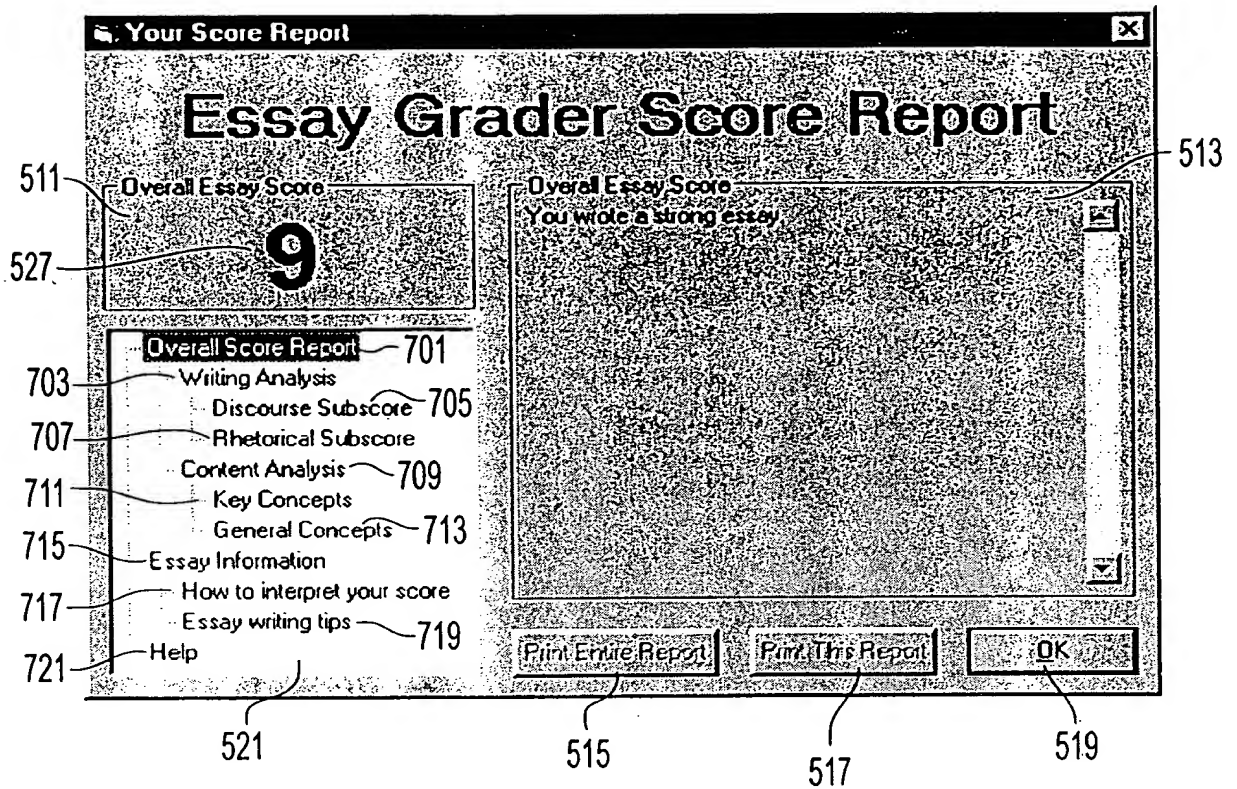 Your Score Report
Essay Grader Score Report
513
511
Overall Essay Score
Overall Essay Score
You wrote a strong essay
527
9
Overall Score Report
701
703
Writing Analysis
Discourse Subscore
705
707
Rhetorical Subscore
Content Analysis
709
711
Key Concepts
General Concepts
713
715
Essay Information
717
How to interpret your score
Essay writing tips
719
721
Help
Print Entire Report
Print This Report
OK
521
515
517
519